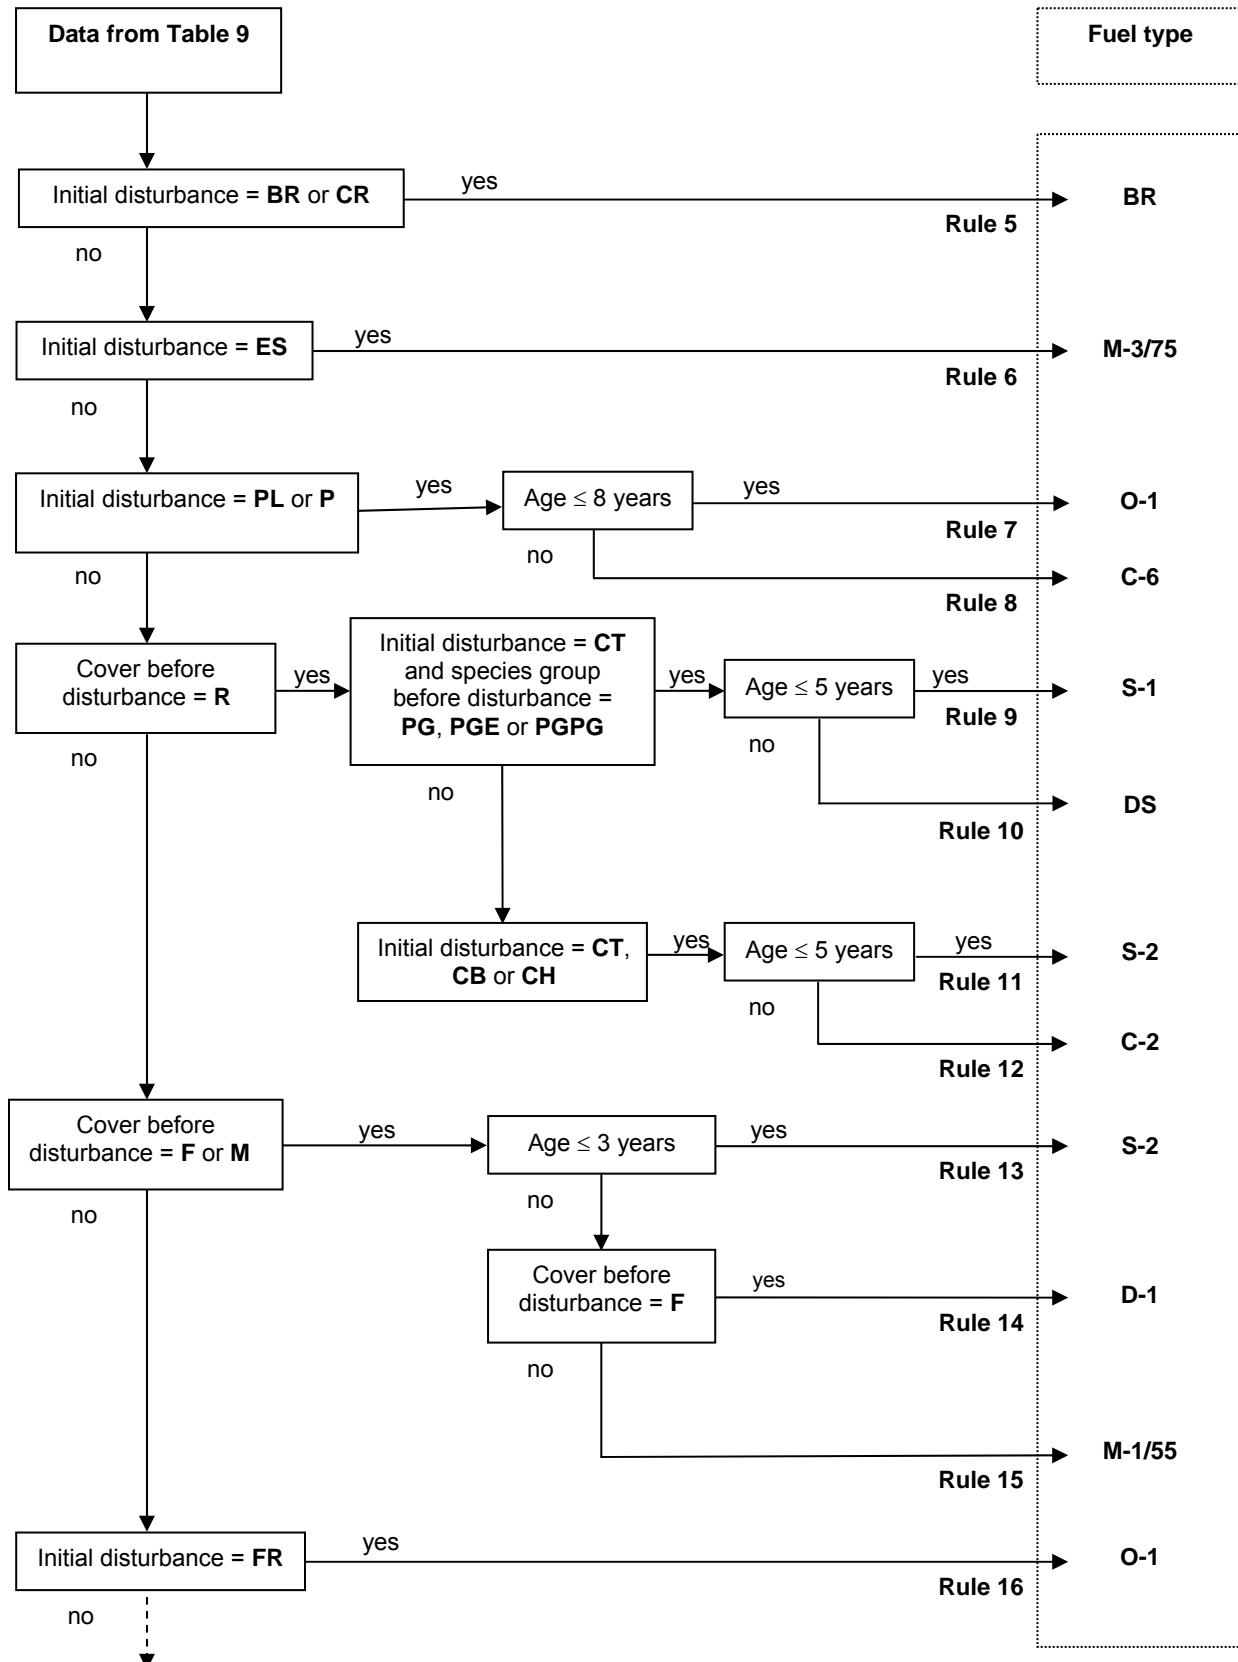 Data from Table 9
Fuel type
Initial disturbance = BR or CR
yes
Rule 5
BR
no
Initial disturbance = ES
yes
Rule 6
M-3/75
no
Initial disturbance = PL or P
yes
Age ≤ 8 years
yes
Rule 7
O-1
no
no
Rule 8
C-6
Cover before
disturbance = R
yes
Initial disturbance = CT
and species group
before disturbance =
PG, PGE or PGPG
yes
Age ≤ 5 years
yes
Rule 9
S-1
no
no
no
Rule 10
DS
Initial disturbance = CT,
CB or CH
yes
Age ≤ 5 years
yes
Rule 11
S-2
no
Rule 12
C-2
Cover before
disturbance = F or M
yes
Age ≤ 3 years
yes
Rule 13
S-2
no
no
Cover before
disturbance = F
yes
Rule 14
D-1
no
Rule 15
M-1/55
Initial disturbance = FR
yes
Rule 16
O-1
no